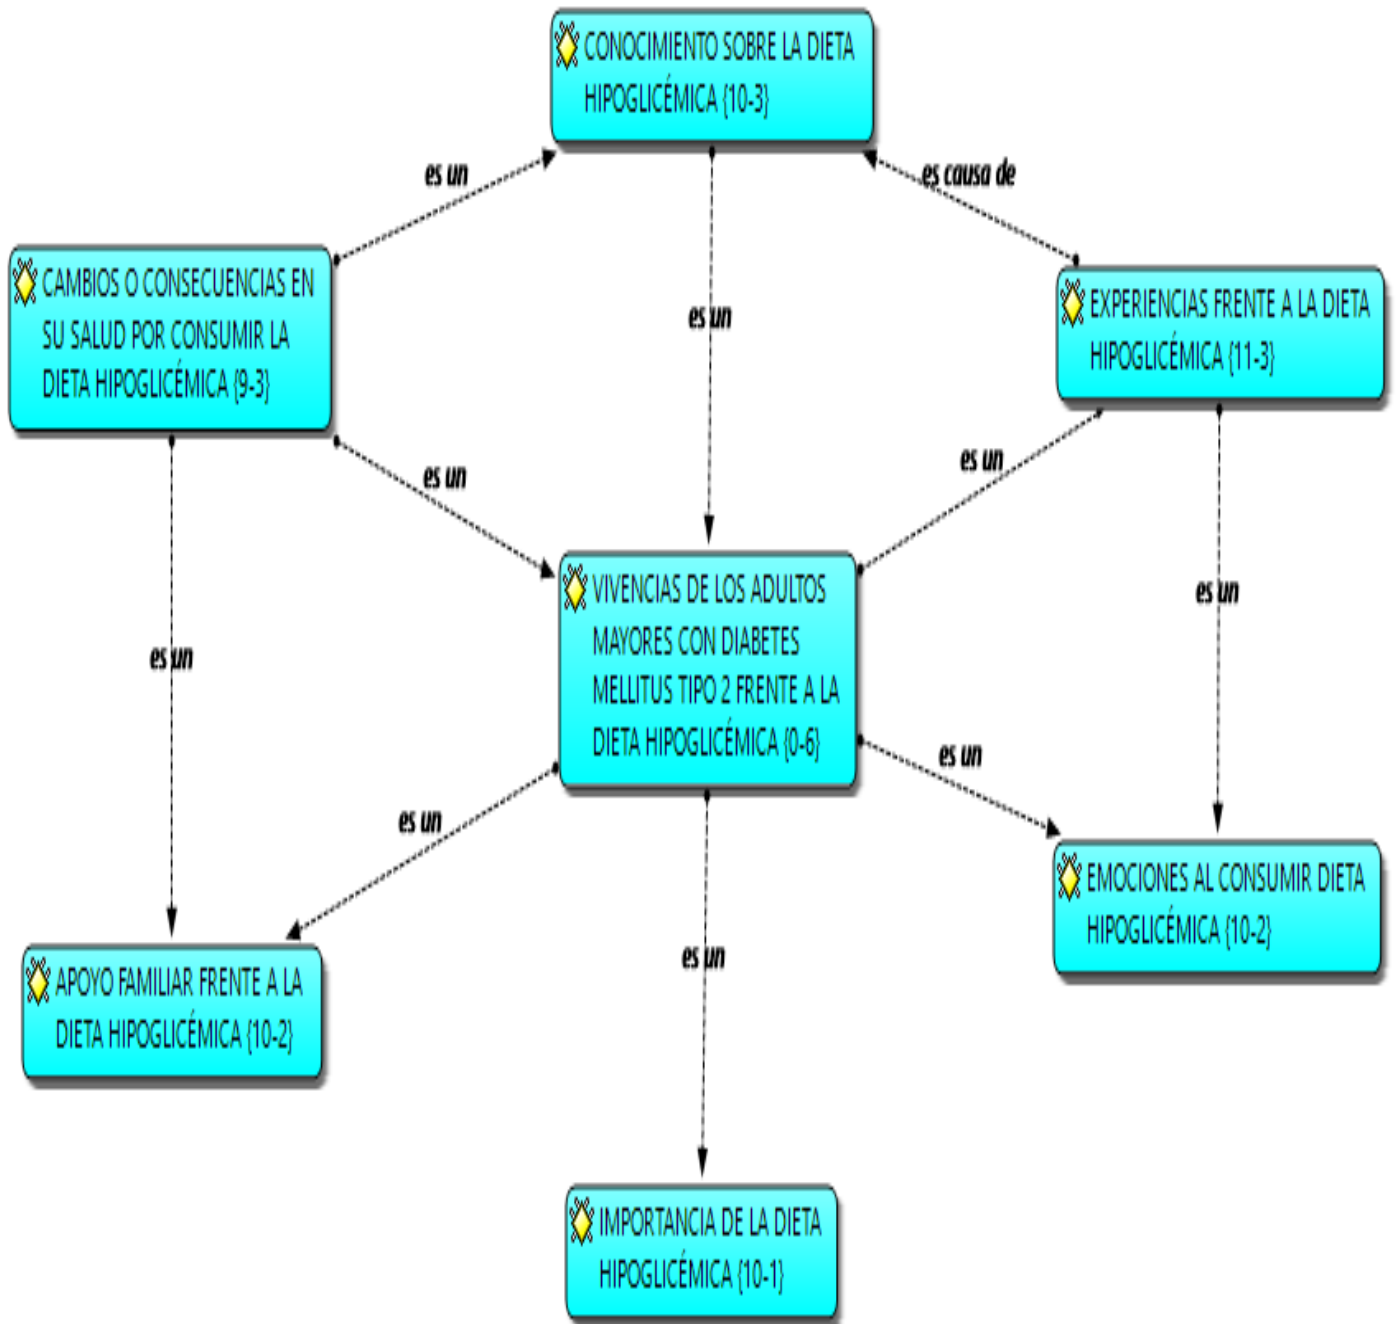 CONOCIMIENTO SOBRE LA DIETA
HIPOGLICÉMICA {10-3}
es un
es causa de
CAMBIOS O CONSECUENCIAS EN
SU SALUD POR CONSUMIR LA
DIETA HIPOGLICÉMICA {9-3}
es un
EXPERIENCIAS FRENTE A LA DIETA
HIPOGLICÉMICA {11-3}
es un
es un
VIVENCIAS DE LOS ADULTOS
MAYORES CON DIABETES
MELLITUS TIPO 2 FRENTE A LA
DIETA HIPOGLICÉMICA {0-6}
es un
es un
es un
es un
EMOCIONES AL CONSUMIR DIETA
HIPOGLICÉMICA {10-2}
APOYO FAMILIAR FRENTE A LA
DIETA HIPOGLICÉMICA {10-2}
es un
IMPORTANCIA DE LA DIETA
HIPOGLICÉMICA {10-1}